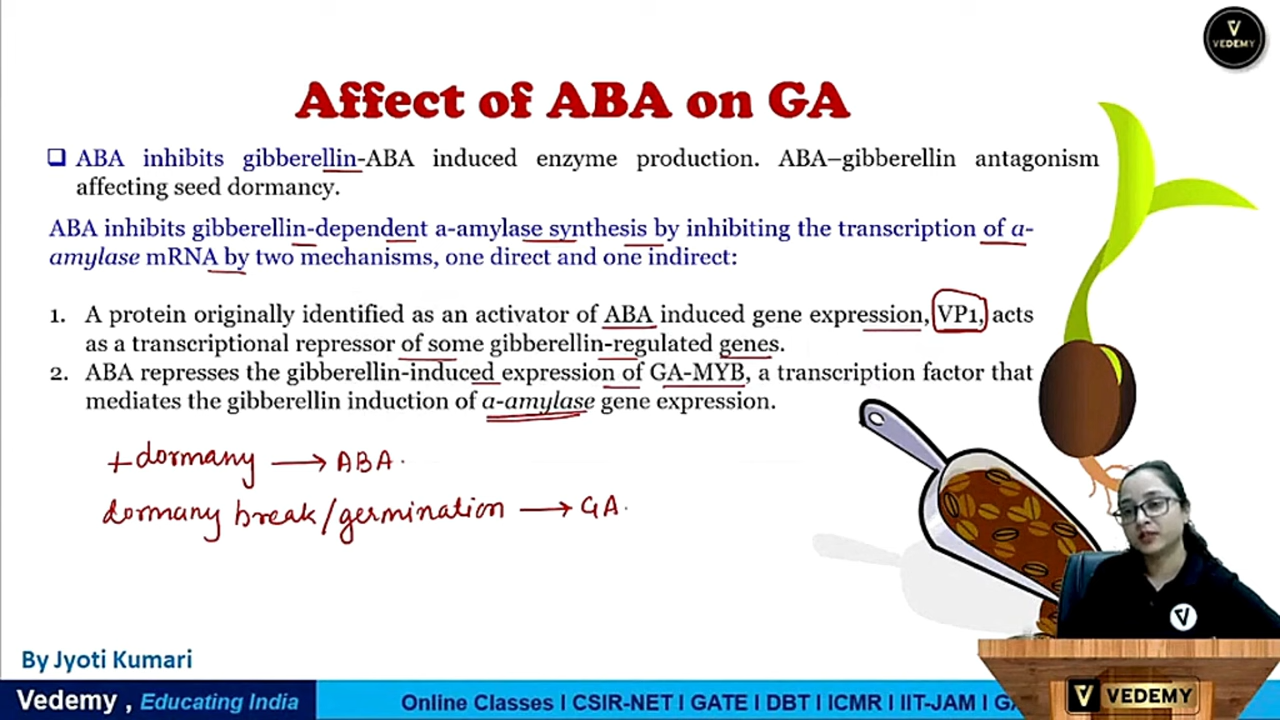 VEDEMY
Affect of ABA on GA
❑ ABA inhibits gibberellin-ABA induced enzyme production. ABA–gibberellin antagonism
affecting seed dormancy.
ABA inhibits gibberellin-dependent a-amylase synthesis by inhibiting the transcription of a-
amylase mRNA by two mechanisms, one direct and one indirect:
1. A protein originally identified as an activator of ABA induced gene expression, VP1, acts
as a transcriptional repressor of some gibberellin-regulated genes.
2. ABA represses the gibberellin-induced expression of GA-MYB, a transcription factor that
mediates the gibberellin induction of a-amylase gene expression.
+dormany → ABA.
dormany break/germination → GA.
By Jyoti Kumari
Vedemy , Educating India
Online Classes I CSIR-NET I GATE I DBT I ICMR I IIT-JAM I
VEDEMY